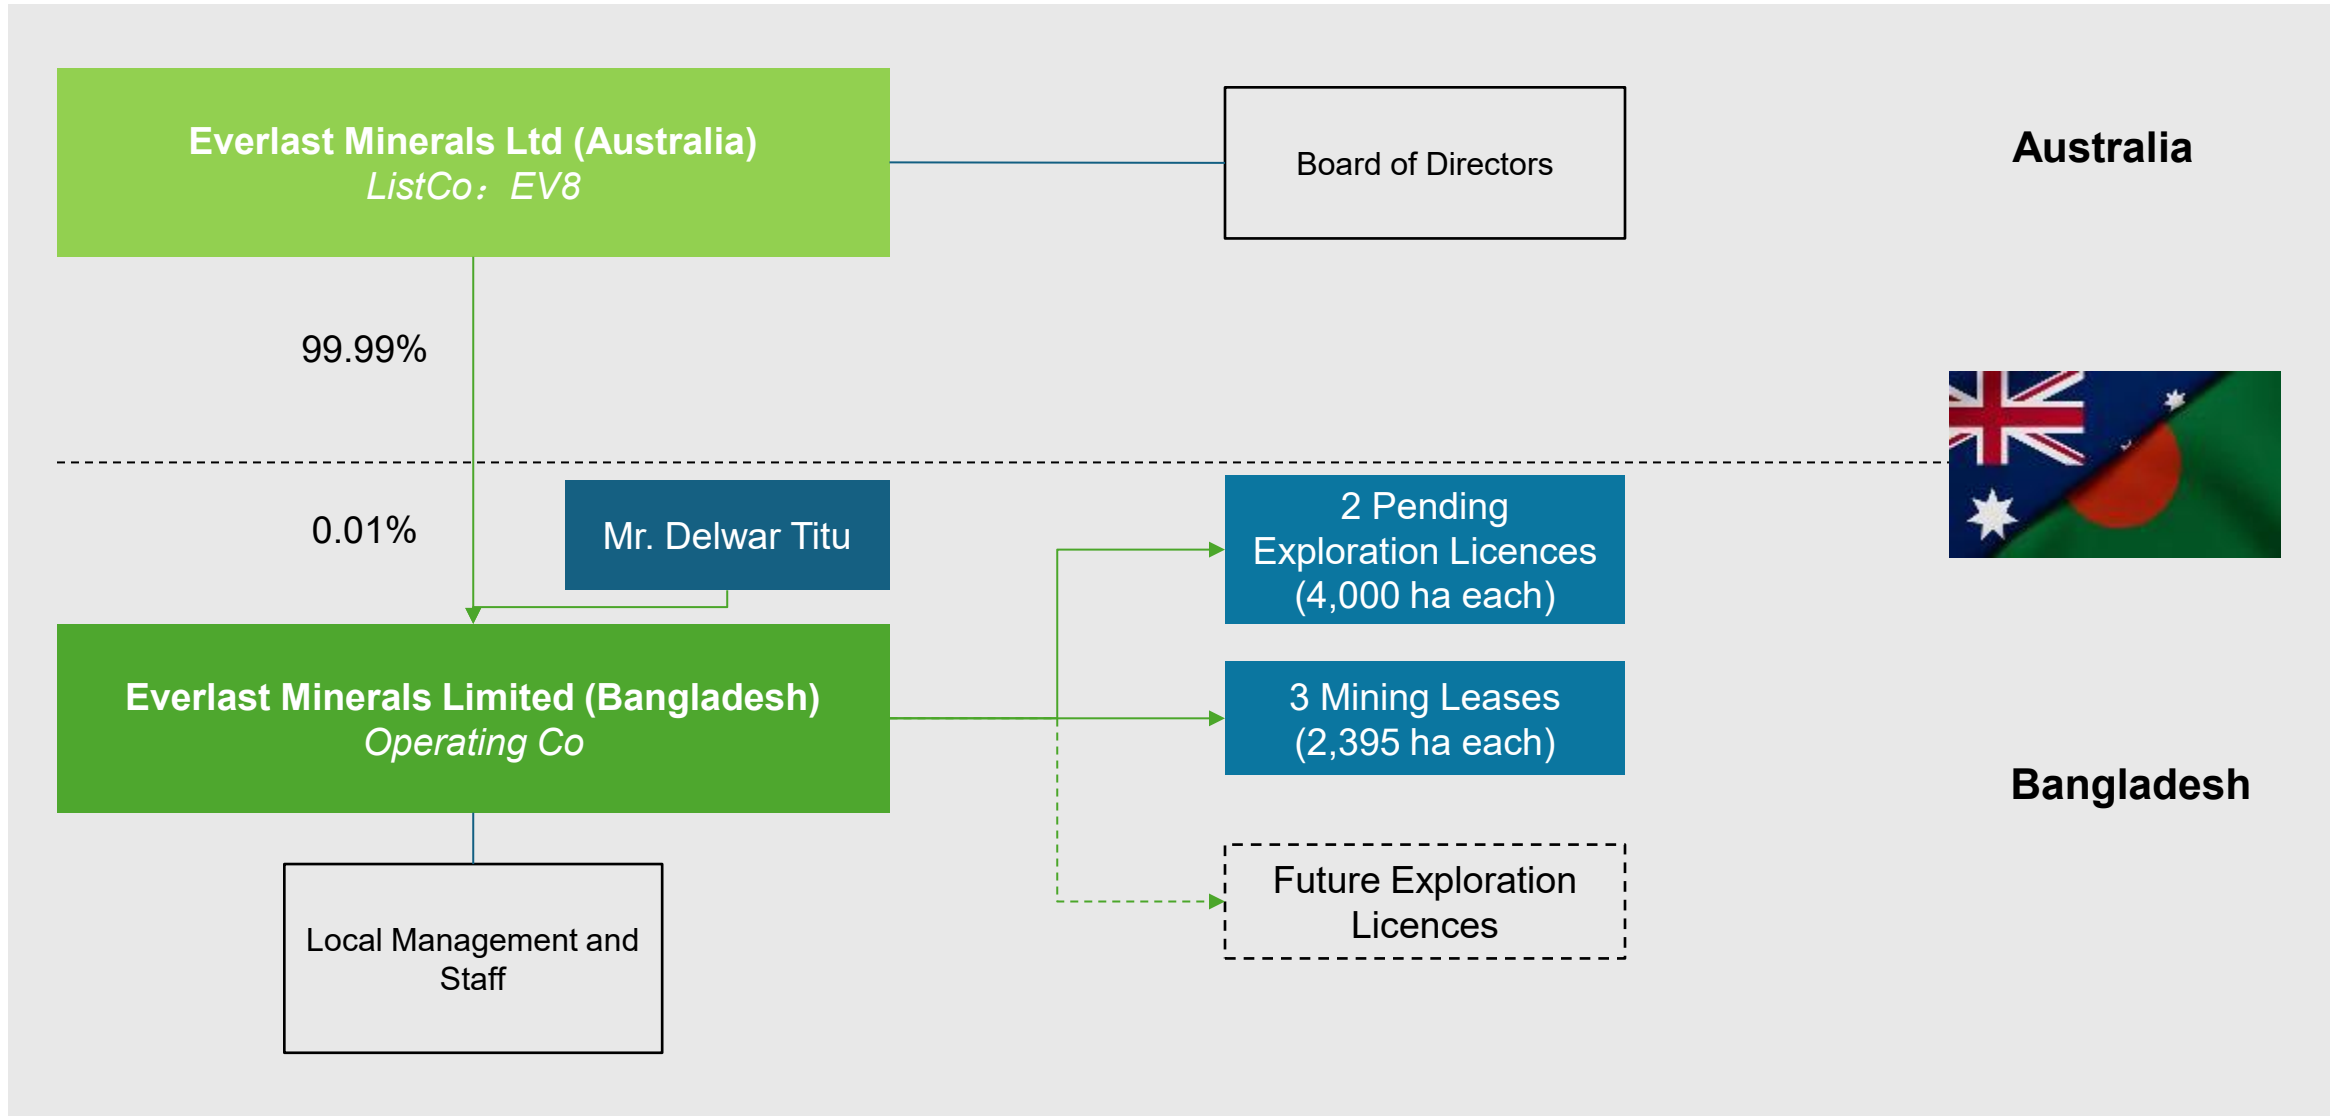 Everlast Minerals Ltd (Australia)
ListCo：EV8
Board of Directors
Australia
99.99%
0.01%
Mr. Delwar Titu
2 Pending
Exploration Licences
(4,000 ha each)
Everlast Minerals Limited (Bangladesh)
Operating Co
3 Mining Leases
(2,395 ha each)
Bangladesh
Future Exploration
Licences
Local Management and
Staff